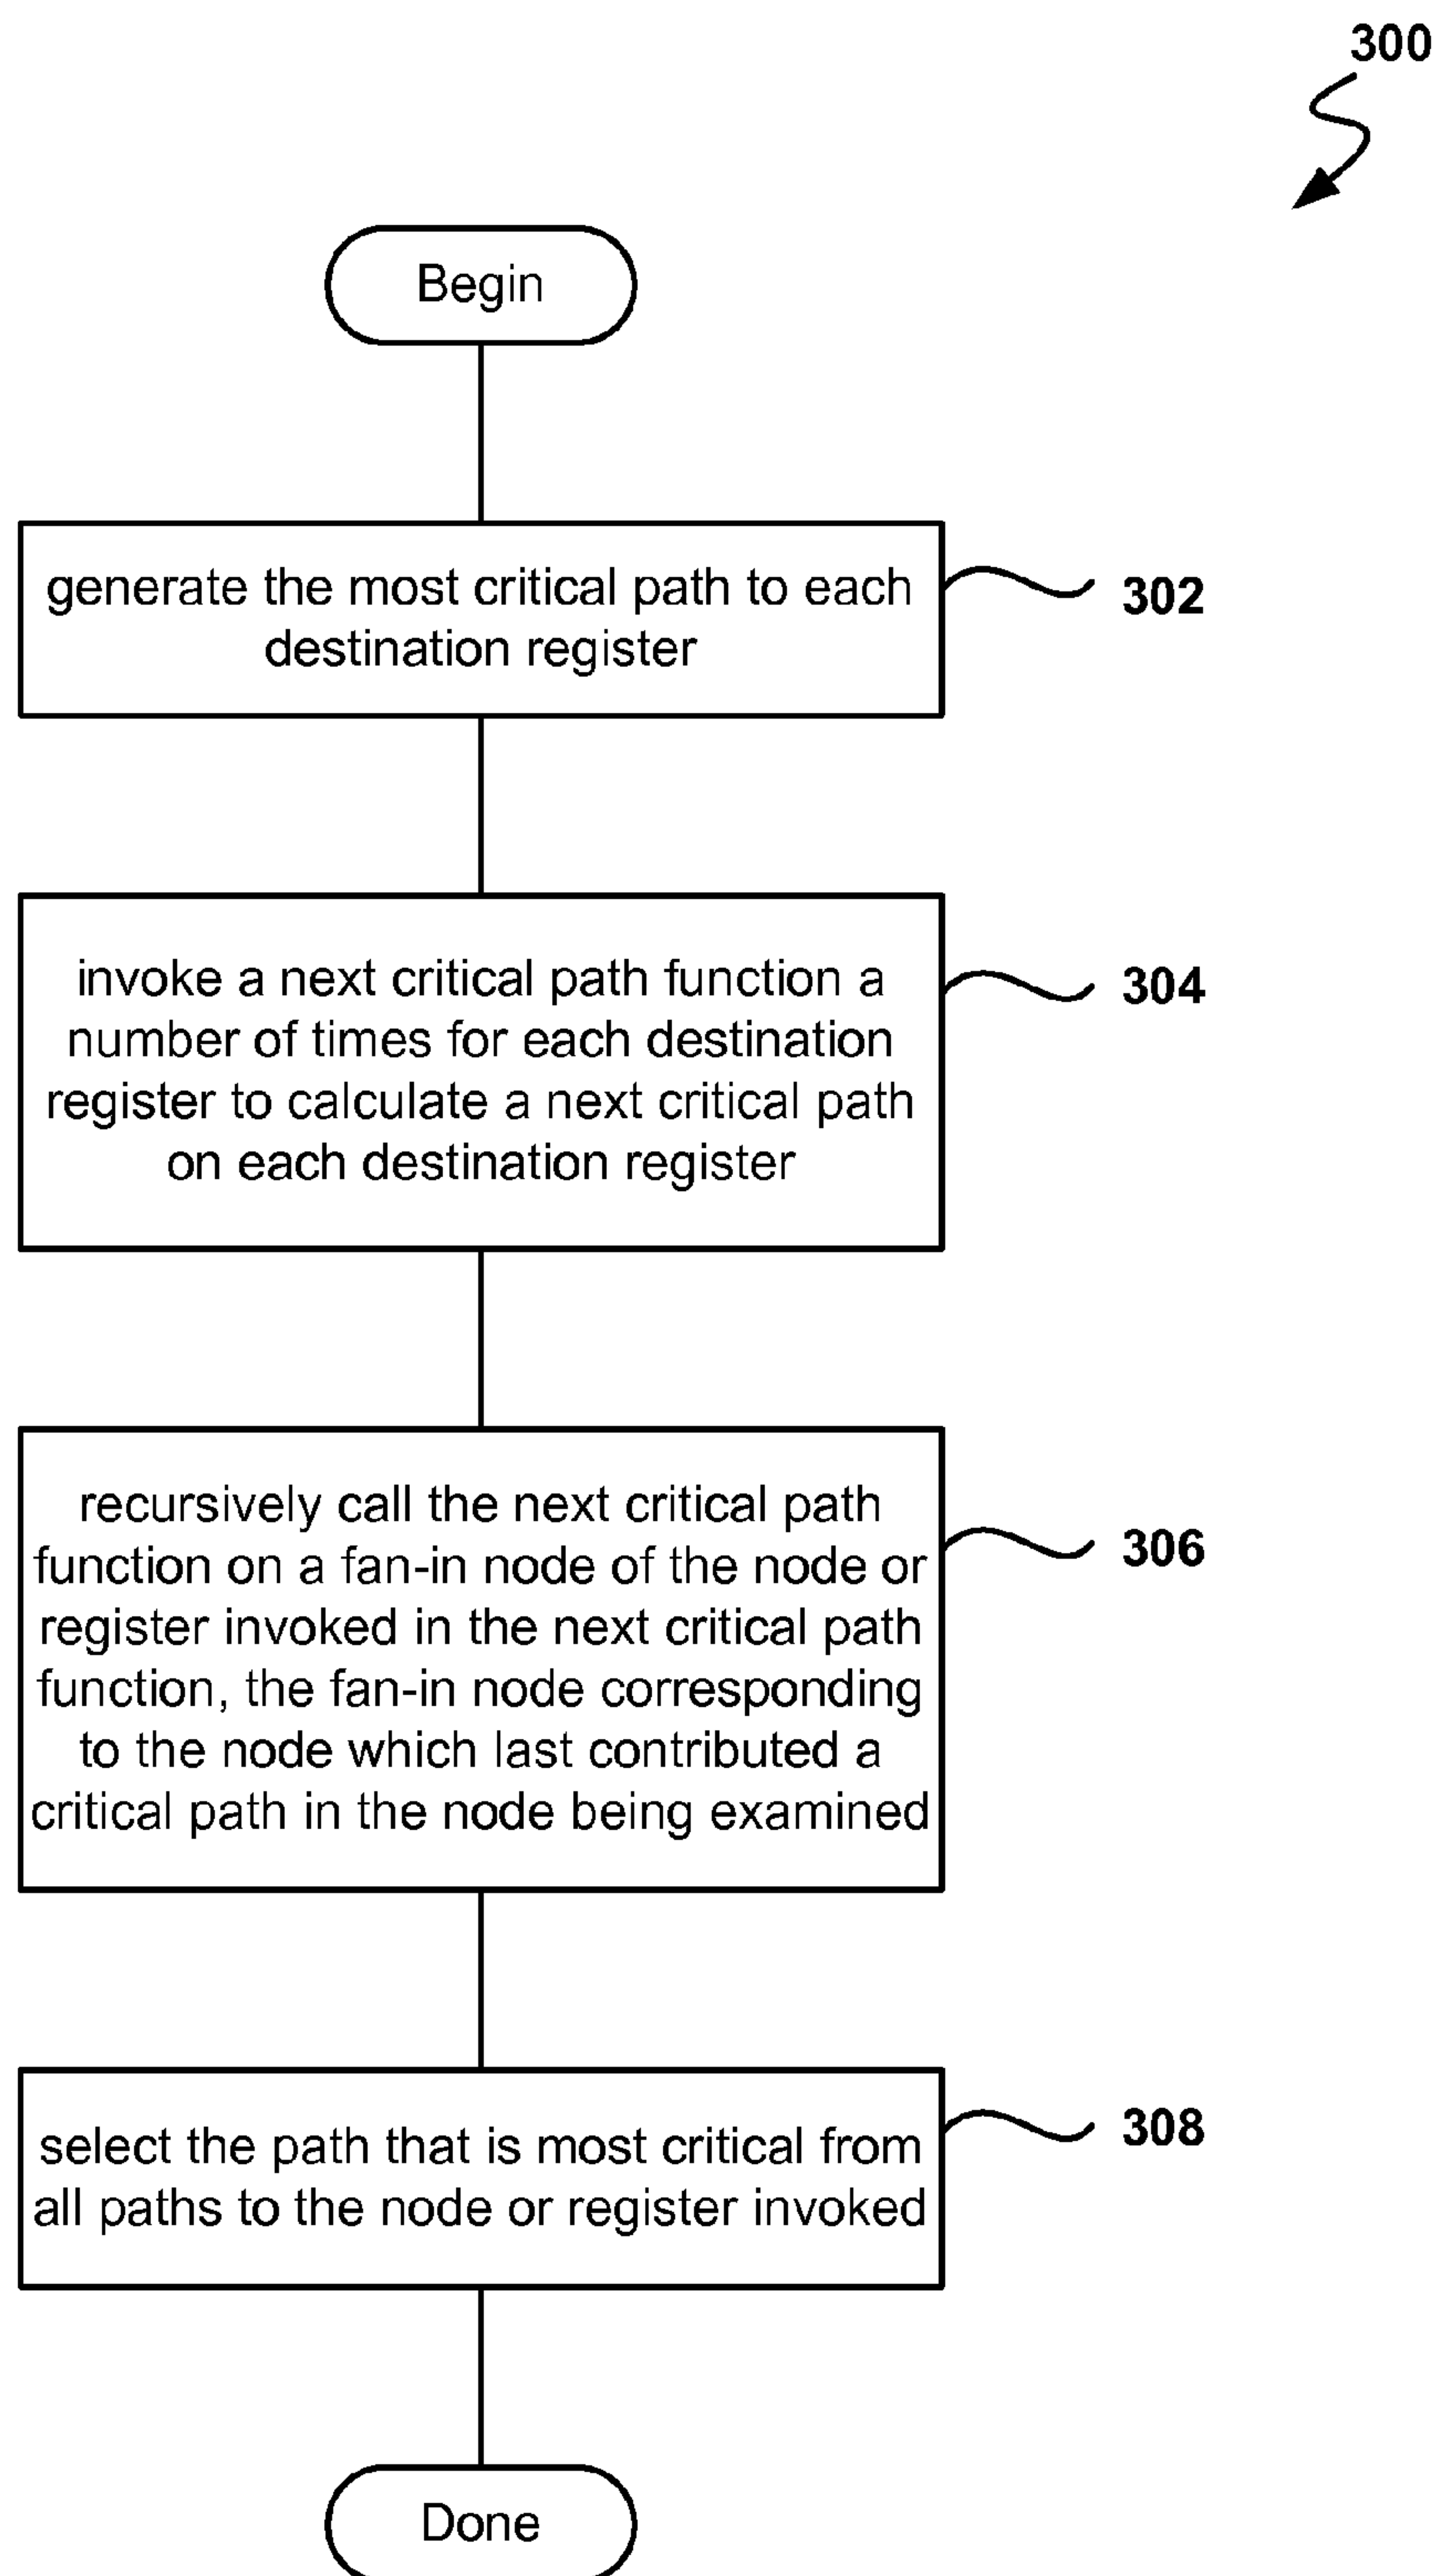 300
Begin
generate the most critical path to each
destination register
302
invoke a next critical path function a
number of times for each destination
register to calculate a next critical path
on each destination register
304
recursively call the next critical path
function on a fan-in node of the node or
register invoked in the next critical path
function, the fan-in node corresponding
to the node which last contributed a
critical path in the node being examined
306
select the path that is most critical from
all paths to the node or register invoked
308
Done